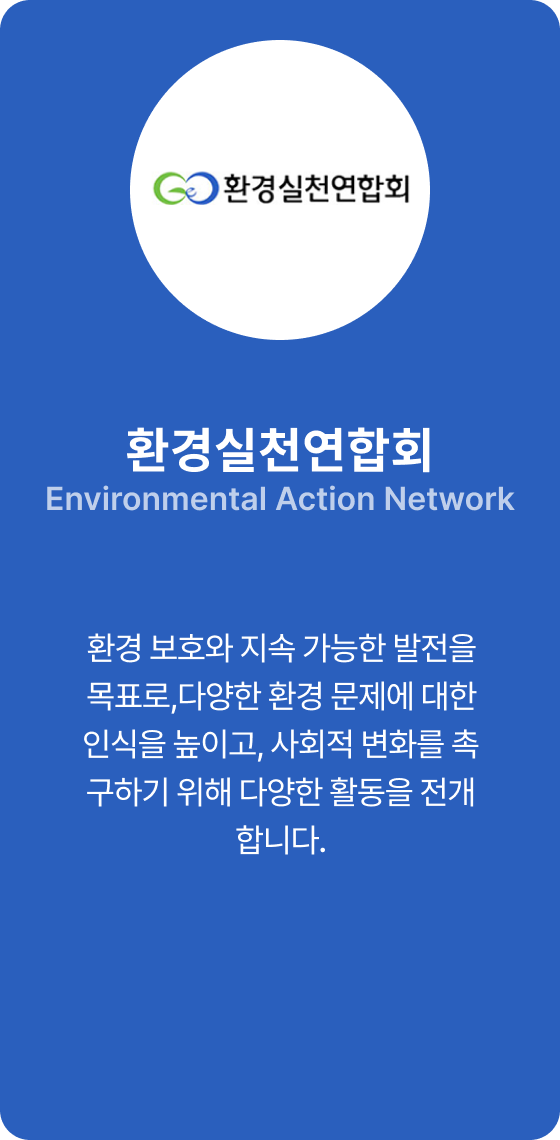 GeO 환경실천연합회
환경실천연합회
Environmental Action Network
환경 보호와 지속 가능한 발전을
목표로,다양한 환경 문제에 대한
인식을 높이고, 사회적 변화를 촉
구하기 위해 다양한 활동을 전개
합니다.